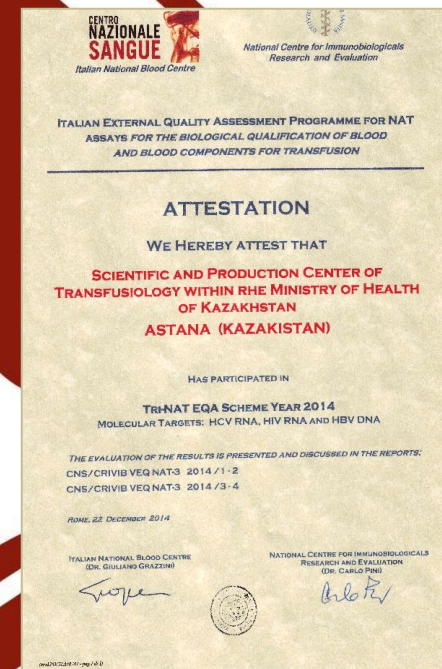 CENTRO
NAZIONALE
SANGUE
Italian National Blood Centre
National Centre for Immunobiologicals
Research and Evaluation
ITALIAN EXTERNAL QUALITY ASSESSMENT PROGRAMME FOR NAT
ASSAYS FOR THE BIOLOGICAL QUALIFICATION OF BLOOD
AND BLOOD COMPONENTS FOR TRANSFUSION
ATTESTATION
WE HEREBY ATTEST THAT
SCIENTIFIC AND PRODUCTION CENTER OF
TRANSFUSIOLOGY WITHIN RHE MINISTRY OF HEALTH
OF KAZAKHSTAN
ASTANA (KAZAKISTAN)
HAS PARTICIPATED IN
TRI-NAT EQA SCHEME YEAR 2014
MOLECULAR TARGETS: HCV RNA, HIV RNA AND HBV DNA
THE EVALUATION OF THE RESULTS IS PRESENTED AND DISCUSSED IN THE REPORTS:
CNS/CRIVIB VEQ NAT-3 2014/1-2
CNS/CRIVIB VEQ NAT-3 2014/3-4
ROME, 22 DECEMBER 2014
ITALIAN NATIONAL BLOOD CENTRE
(DR. GIULIANO GRAZZINI)
NATIONAL CENTRE FOR IMMUNOBIOLOGICALS
RESEARCH AND EVALUATION
(DR. CARLO PINI)